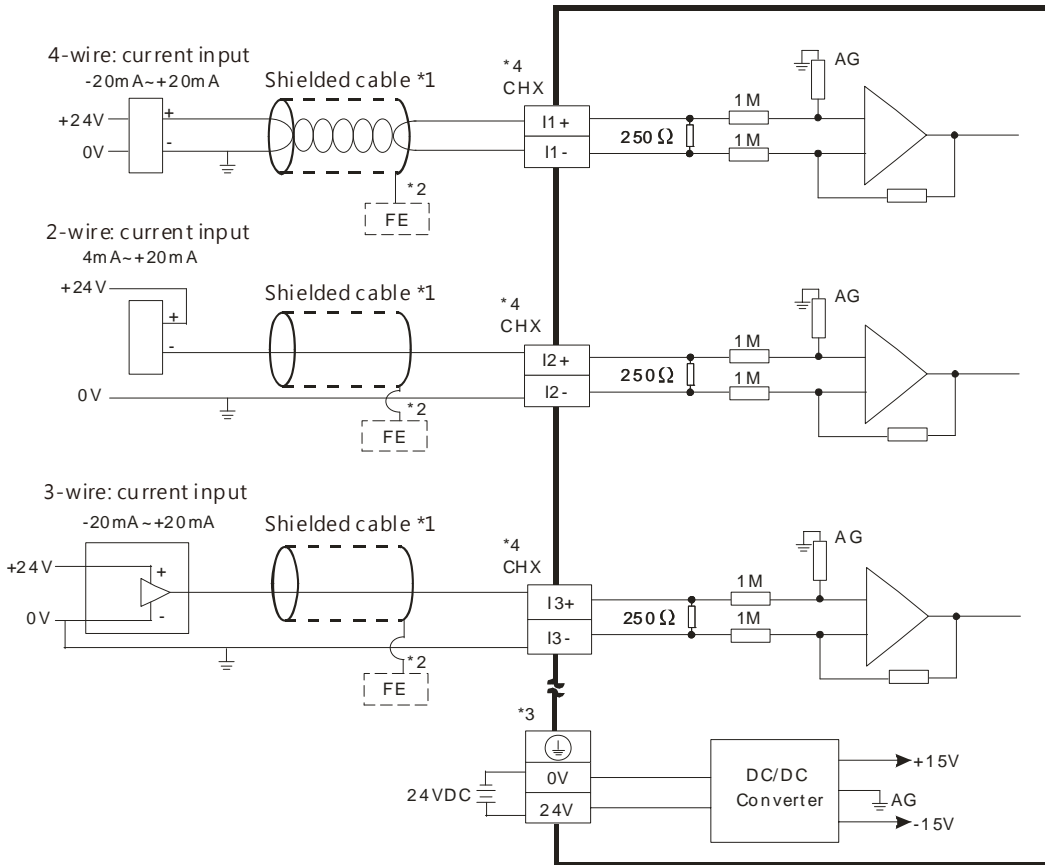 4-wire: current input
-20mA~+20mA
Shielded cable *1
*4
CHX
AG
1M
+24V
+
I1+
250Ω
1M
0V
-
I1-
*2
FE
2-wire: current input
4mA~+20mA
+24V
Shielded cable *1
*4
CHX
AG
+
1M
-
I2+
250Ω
1M
0V
I2-
*2
FE
3-wire: current input
-20mA~+20mA
Shielded cable *1
*4
CHX
AG
+24V
+
1M
I3+
250Ω
1M
0V
-
I3-
*2
FE
*3
24VDC
0V
24V
DC/DC
Converter
+15V
AG
-15V